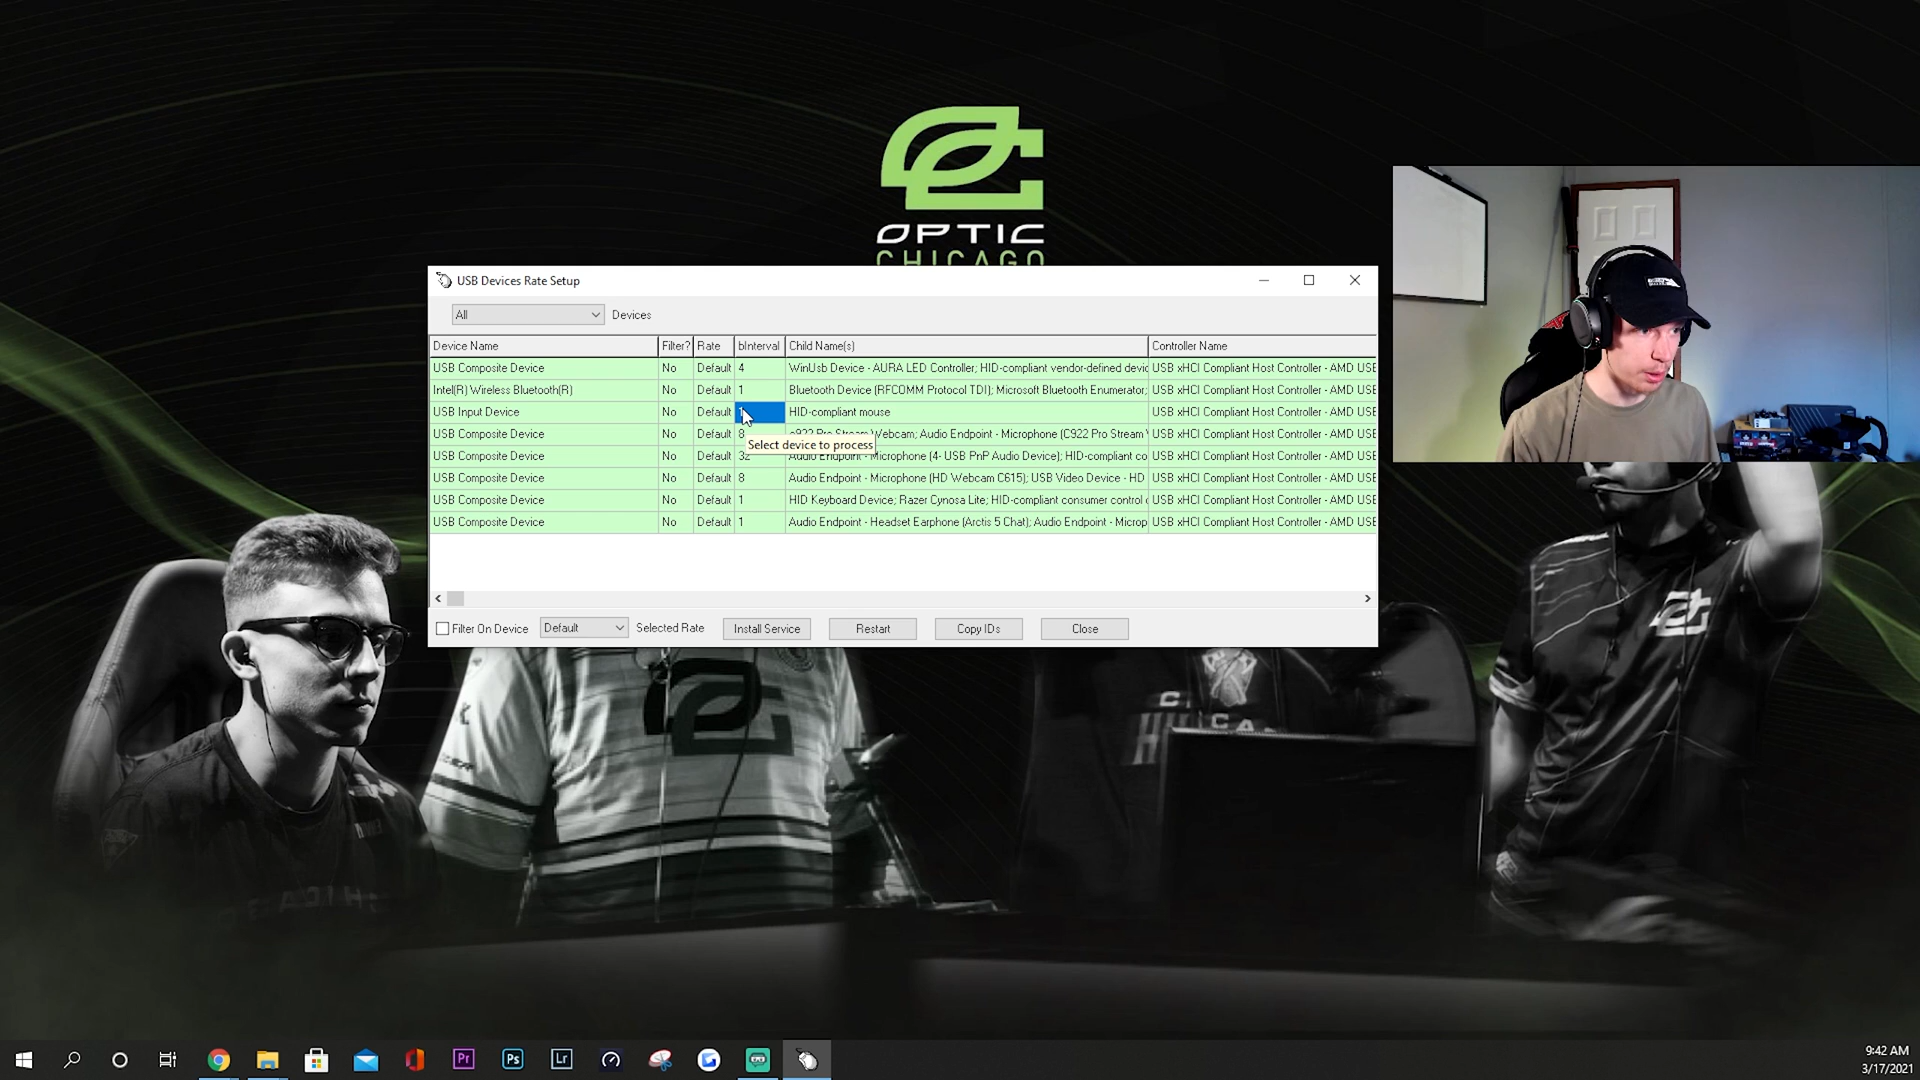 OPTIC
CHICAGO
USB Devices Rate Setup
All Devices
Device Name Filter? Rate bInterval Child Name(s) Controller Name
USB Composite Device No Default 4 WinUsb Device - AURA LED Controller; HID-compliant vendor-defined devic USB xHCI Compliant Host Controller - AMD USE
Intel(R) Wireless Bluetooth(R) No Default 1 Bluetooth Device (RFCOMM Protocol TDI); Microsoft Bluetooth Enumerator; USB xHCI Compliant Host Controller - AMD USE
USB Input Device No Default 1 HID-compliant mouse USB xHCI Compliant Host Controller - AMD USE
USB Composite Device No Default 8 c922 Pro Stream Webcam; Audio Endpoint - Microphone (C922 Pro Stream USB xHCI Compliant Host Controller - AMD USE
Select device to process
USB Composite Device No Default 32 Audio Endpoint - Microphone (4- USB PnP Audio Device); HID-compliant co USB xHCI Compliant Host Controller - AMD USE
USB Composite Device No Default 8 Audio Endpoint - Microphone (HD Webcam C615); USB Video Device - HD USB xHCI Compliant Host Controller - AMD USE
USB Composite Device No Default 1 HID Keyboard Device; Razer Cynosa Lite; HID-compliant consumer control USB xHCI Compliant Host Controller - AMD USE
USB Composite Device No Default 1 Audio Endpoint - Headset Earphone (Arctis 5 Chat); Audio Endpoint - Microp USB xHCI Compliant Host Controller - AMD USE
Filter On Device Default Selected Rate Install Service Restart Copy IDs Close
Pr Ps Lr
9:42 AM
3/17/2021